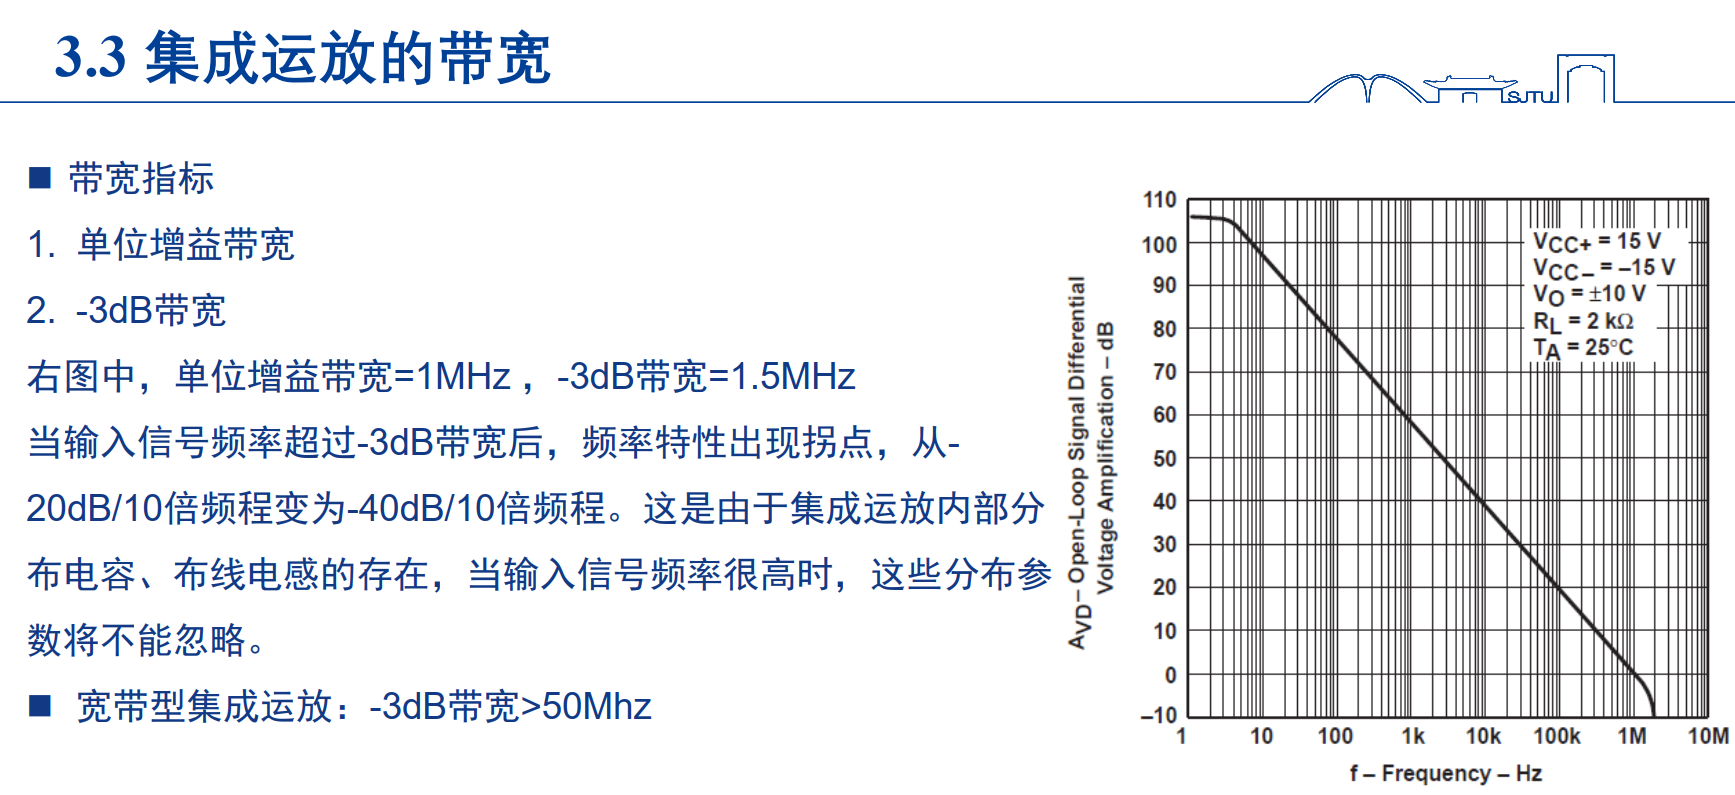 3.3 集成运放的带宽
SJTU
■ 带宽指标
1. 单位增益带宽
2. -3dB带宽
右图中，单位增益带宽=1MHz ，-3dB带宽=1.5MHz
当输入信号频率超过-3dB带宽后，频率特性出现拐点，从-
20dB/10倍频程变为-40dB/10倍频程。这是由于集成运放内部分
布电容、布线电感的存在，当输入信号频率很高时，这些分布参
数将不能忽略。
■ 宽带型集成运放：-3dB带宽>50Mhz
AVD – Open-Loop Signal Differential
Voltage Amplification – dB
110
100
90
80
70
60
50
40
30
20
10
0
–10
VCC+ = 15 V
VCC– = –15 V
VO = ±10 V
RL = 2 kΩ
TA = 25°C
1 10 100 1k 10k 100k 1M 10M
f – Frequency – Hz